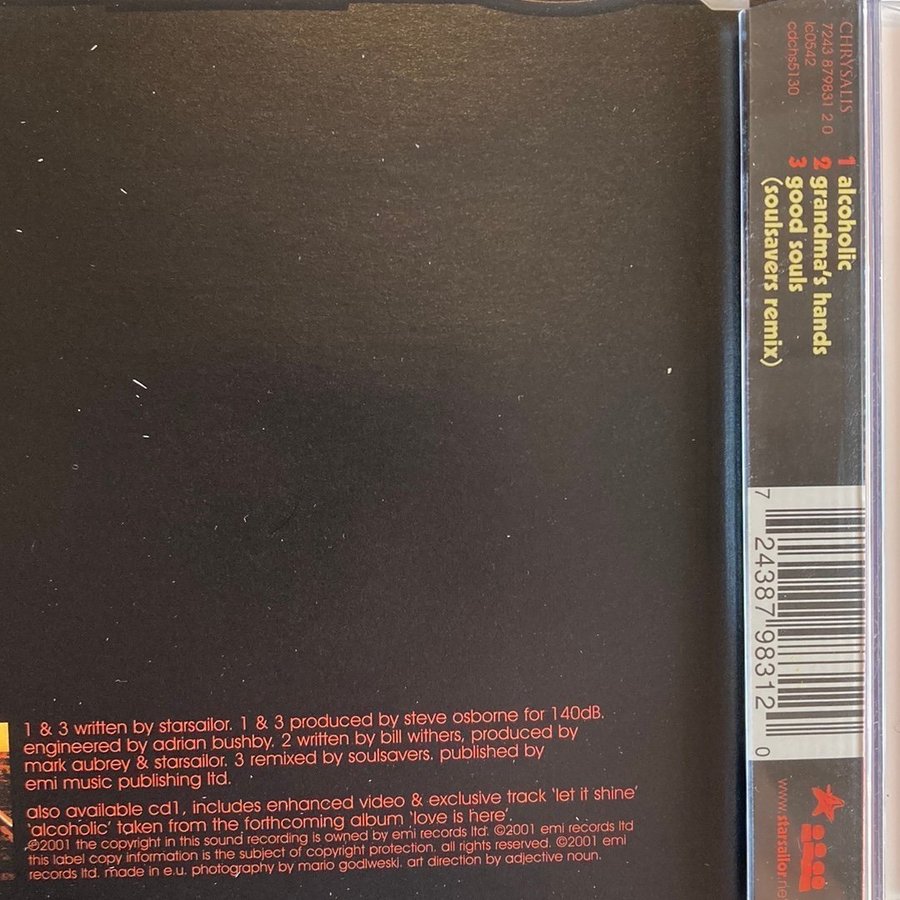 CHRYSALIS
7243 879831 2 0
lc0542
cdchs5130
1 alcoholic
2 grandma's hands
3 good souls
(soulsavers remix)
7 24387 98312 0
www.starsailor.net
1 & 3 written by starsailor. 1 & 3 produced by steve osborne for 140dB.
engineered by adrian bushby. 2 written by bill withers, produced by
mark aubrey & starsailor. 3 remixed by soulsavers. published by
emi music publishing ltd.
also available cd1, includes enhanced video & exclusive track 'let it shine'
'alcoholic' taken from the forthcoming album 'love is here'.
℗2001 the copyright in this sound recording is owned by emi records ltd. ©2001 emi records ltd
this label copy information is the subject of copyright protection. all rights reserved. ©2001 emi
records ltd. made in e.u. photography by mario godlweski. art direction by adjective noun.